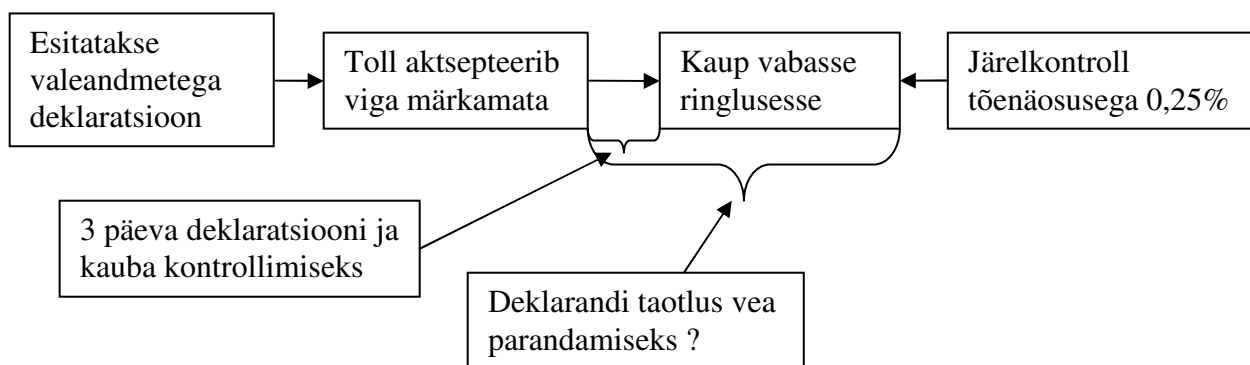 Esitatakse
valeandmetega
deklaratsioon
Toll aktsepteerib
viga märkamata
Kaup vabasse
ringlusesse
Järelkontroll
tõenäosusega 0,25%
3 päeva deklaratsiooni ja
kauba kontrollimiseks
Deklarandi taotlus vea
parandamiseks ?